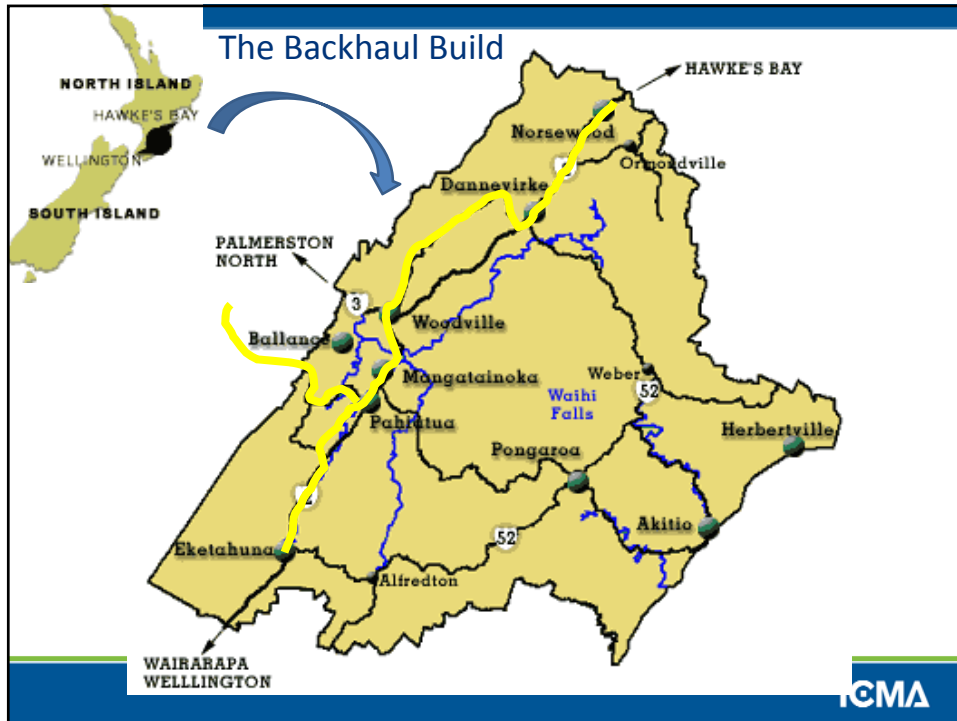 The Backhaul Build
NORTH ISLAND
HAWKE'S BAY
WELLINGTON
SOUTH ISLAND
HAWKE'S BAY
Norsewood
Ormondville
Dannevirke
PALMERSTON
NORTH
3
Woodville
Ballance
Mangatainoka
Weber
52
Waihi
Falls
Pahiatua
Herbertville
Pongaroa
2
Akitio
52
Eketahuna
Alfredton
WAIRARAPA
WELLLINGTON
ICMA